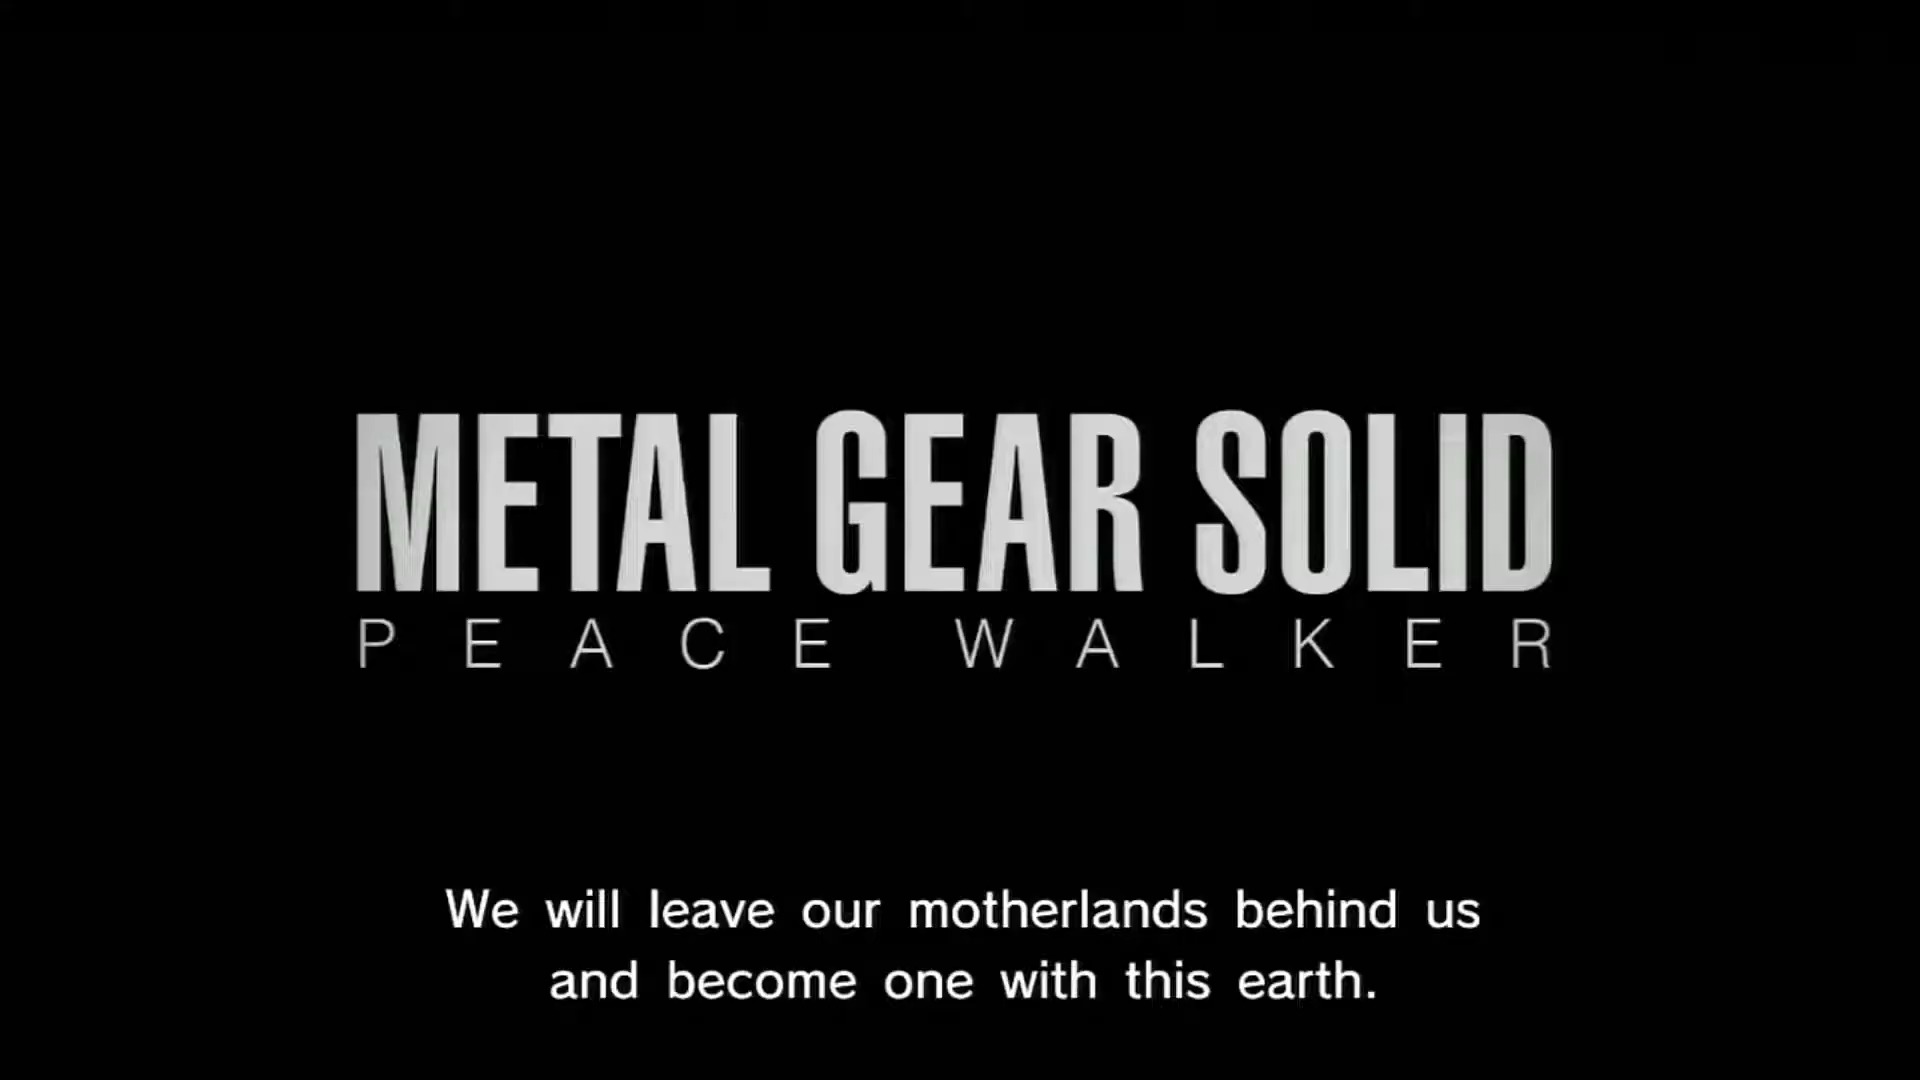 METAL GEAR SOLID
PEACE WALKER
We will leave our motherlands behind us
and become one with this earth.